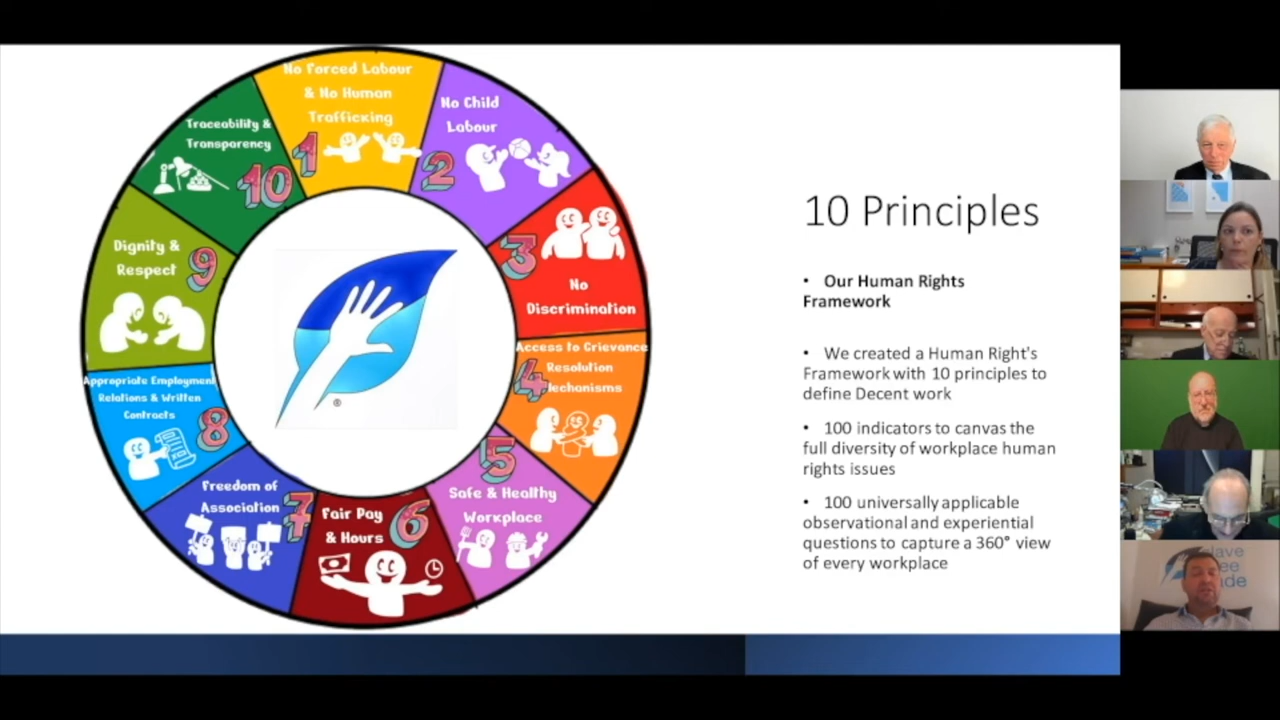 No Forced Labour
& No Human
Trafficking
1
No Child
Labour
2
3
No
Discrimination
Access to Grievance
Resolution
Mechanisms
4
5
Safe & Healthy
Workplace
Fair Pay
& Hours
6
Freedom of
Association
7
Appropriate Employment
Relations & Written
Contracts
8
Dignity &
Respect
9
Traceability &
Transparency
10
®
10 Principles
• Our Human Rights
Framework
• We created a Human Right's
Framework with 10 principles to
define Decent work
• 100 indicators to canvas the
full diversity of workplace human
rights issues
• 100 universally applicable
observational and experiential
questions to capture a 360° view
of every workplace